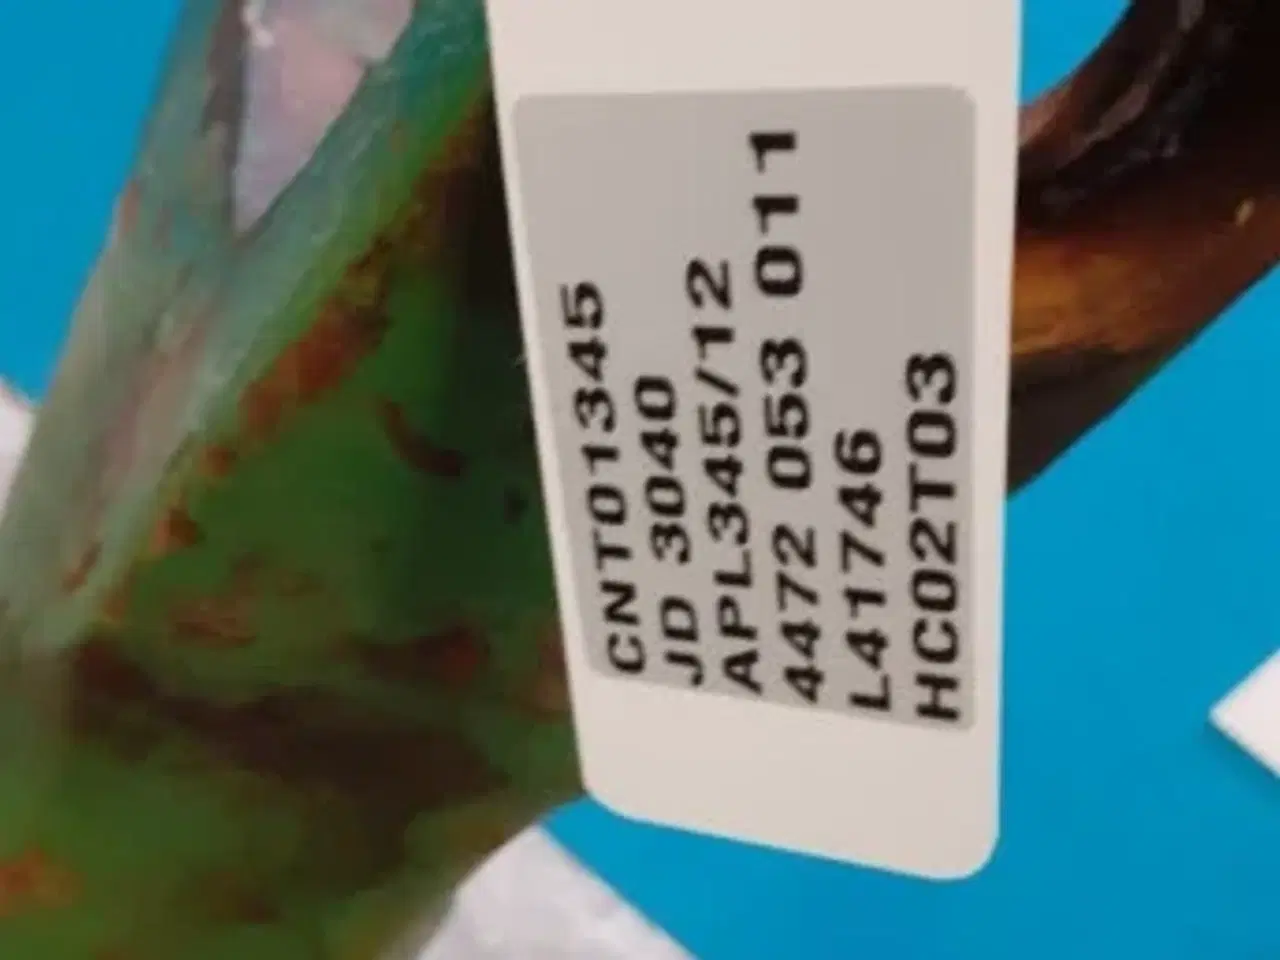 CNT01345
JD 3040
APL345/12
4472 053 011
L41746
HC02T03